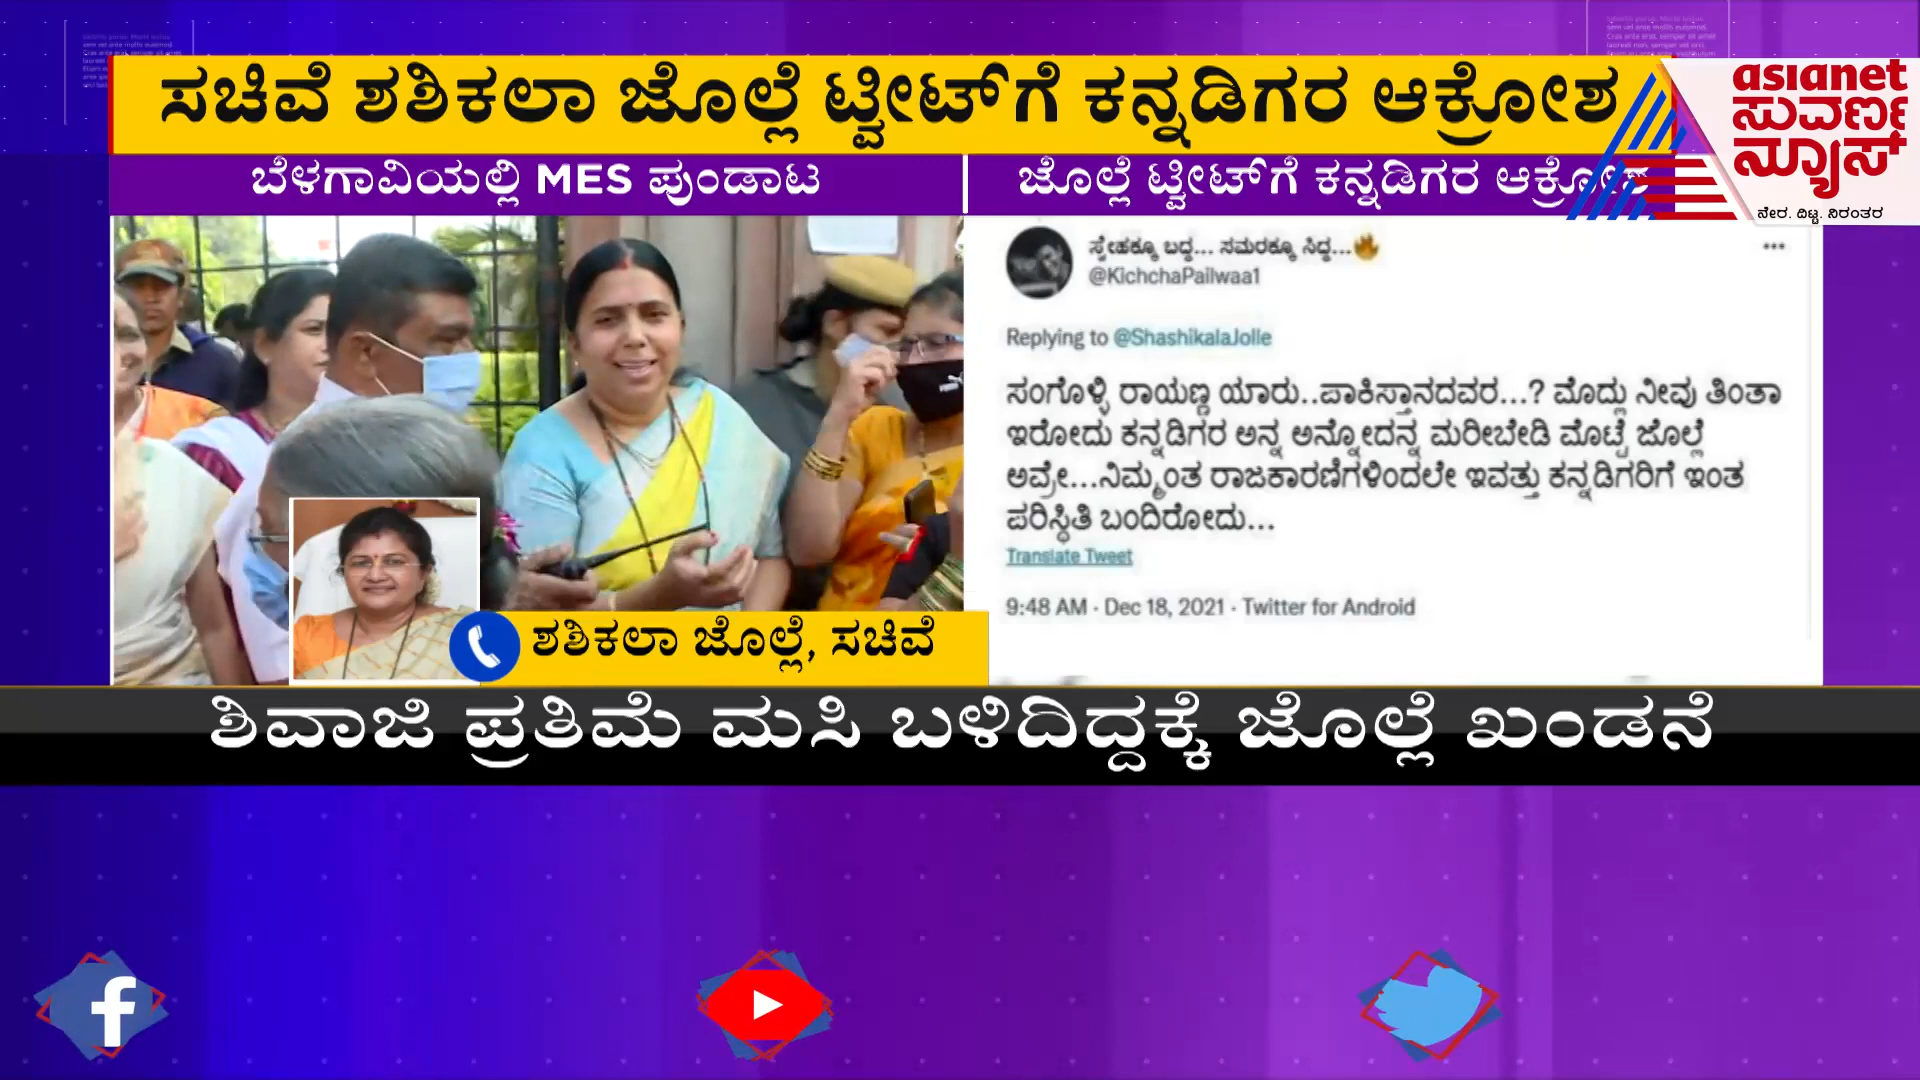 ಸಚಿವೆ ಶಶಿಕಲಾ ಜೊಲ್ಲೆ ಟ್ವೀಟ್‌ಗೆ ಕನ್ನಡಿಗರ ಆಕ್ರೋಶ
asianet
ಸುವರ್ಣ
ನ್ಯೂಸ್
ನೇರ. ದಿಟ್ಟ. ನಿರಂತರ
ಬೆಳಗಾವಿಯಲ್ಲಿ MES ಪುಂಡಾಟ
ಜೊಲ್ಲೆ ಟ್ವೀಟ್‌ಗೆ ಕನ್ನಡಿಗರ ಆಕ್ರೋಶ
ಸ್ನೇಹಕ್ಕೂ ಬದ್ಧ... ಸಮರಕ್ಕೂ ಸಿದ್ಧ...🔥
@KichchaPailwaa1
Replying to @ShashikalaJolle
ಸಂಗೊಳ್ಳಿ ರಾಯಣ್ಣ ಯಾರು..ಪಾಕಿಸ್ತಾನದವರ...? ಮೊದ್ಲು ನೀವು ತಿಂತಾ
ಇರೋದು ಕನ್ನಡಿಗರ ಅನ್ನ ಅನ್ನೋದನ್ನ ಮರೀಬೇಡಿ ಮೊಟ್ಟೆ ಜೊಲ್ಲೆ
ಅವ್ರೇ...ನಿಮ್ಮಂತ ರಾಜಕಾರಣಿಗಳಿಂದಲೇ ಇವತ್ತು ಕನ್ನಡಿಗರಿಗೆ ಇಂತ
ಪರಿಸ್ಥಿತಿ ಬಂದಿರೋದು...
Translate Tweet
9:48 AM · Dec 18, 2021 · Twitter for Android
ಶಶಿಕಲಾ ಜೊಲ್ಲೆ, ಸಚಿವೆ
ಶಿವಾಜಿ ಪ್ರತಿಮೆ ಮಸಿ ಬಳಿದಿದ್ದಕ್ಕೆ ಜೊಲ್ಲೆ ಖಂಡನೆ